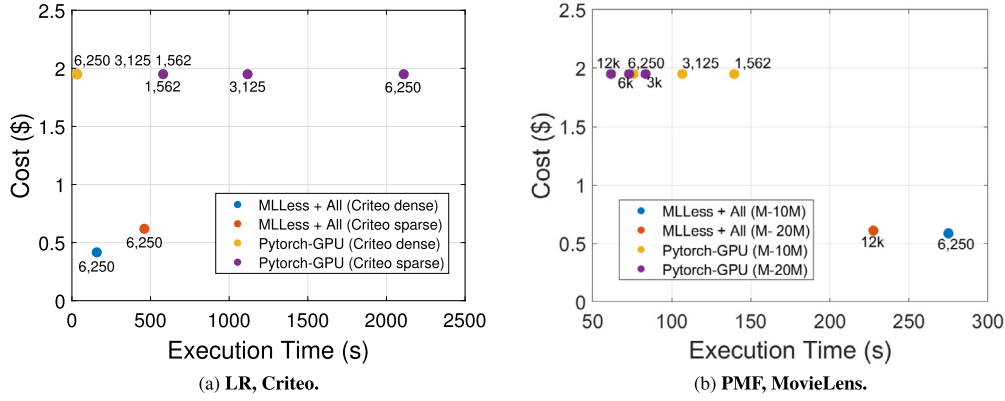 2.5
2
1.5
1
0.5
0
Cost ($)
6,250 3,125 1,562
1,562
3,125
6,250
6,250
6,250
MLLess + All (Criteo dense)
MLLess + All (Criteo sparse)
Pytorch-GPU (Criteo dense)
Pytorch-GPU (Criteo sparse)
0 500 1000 1500 2000 2500
Execution Time (s)
(a) LR, Criteo.
2.5
2
1.5
1
0.5
0
Cost ($)
12k
6,250
3,125
1,562
6k
3k
12k
6,250
MLLess + All (M-10M)
MLLess + All (M- 20M)
Pytorch-GPU (M-10M)
Pytorch-GPU (M-20M)
50 100 150 200 250 300
Execution Time (s)
(b) PMF, MovieLens.